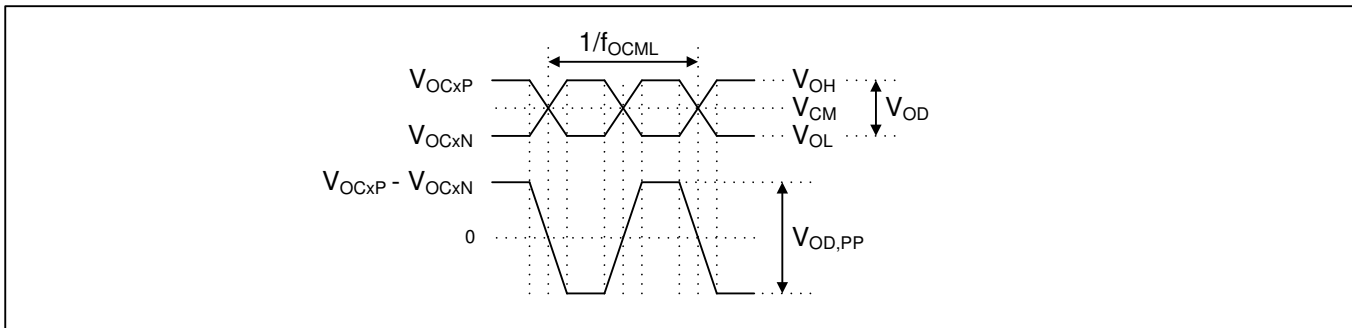 1/fOCML
VOCxP
VOH
VCM
VOD
VOCxN
VOL
VOCxP - VOCxN
0
VOD,PP